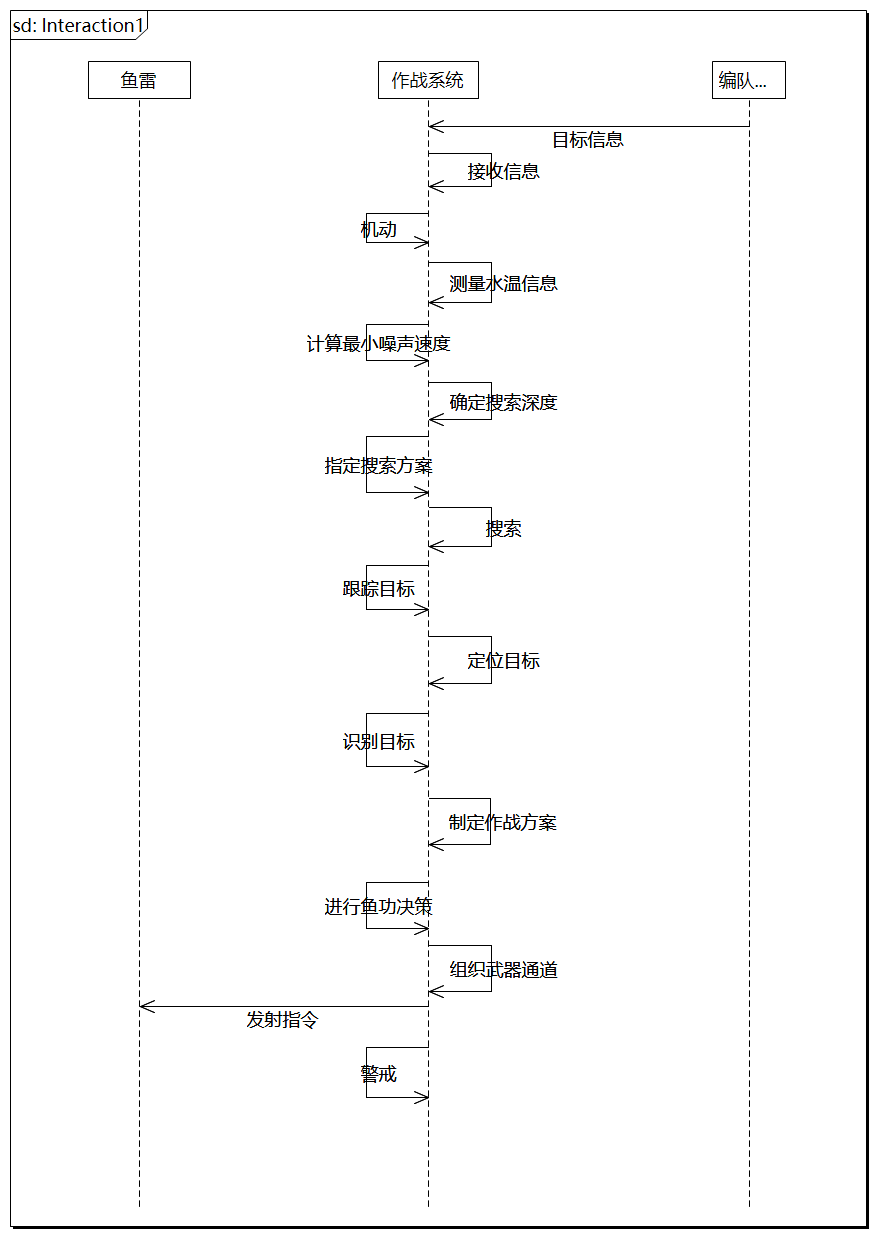 sd: Interaction1
鱼雷
作战系统
编队...
目标信息
接收信息
机动
测量水温信息
计算最小噪声速度
确定搜索深度
指定搜索方案
搜索
跟踪目标
定位目标
识别目标
制定作战方案
进行鱼功决策
组织武器通道
发射指令
警戒